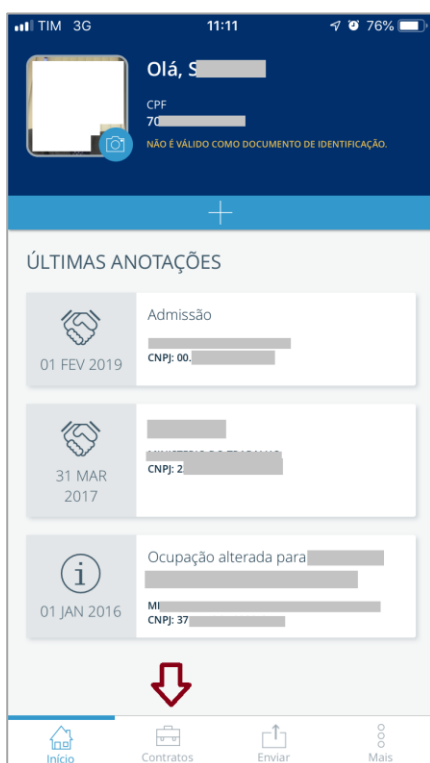 TIM 3G 11:11 76%
Olá, S
CPF
70
NÃO É VÁLIDO COMO DOCUMENTO DE IDENTIFICAÇÃO.
ÚLTIMAS ANOTAÇÕES
Admissão
CNPJ: 00.
01 FEV 2019
CNPJ: 2
31 MAR
2017
Ocupação alterada para
MI
CNPJ: 37
01 JAN 2016
Início Contratos Enviar Mais